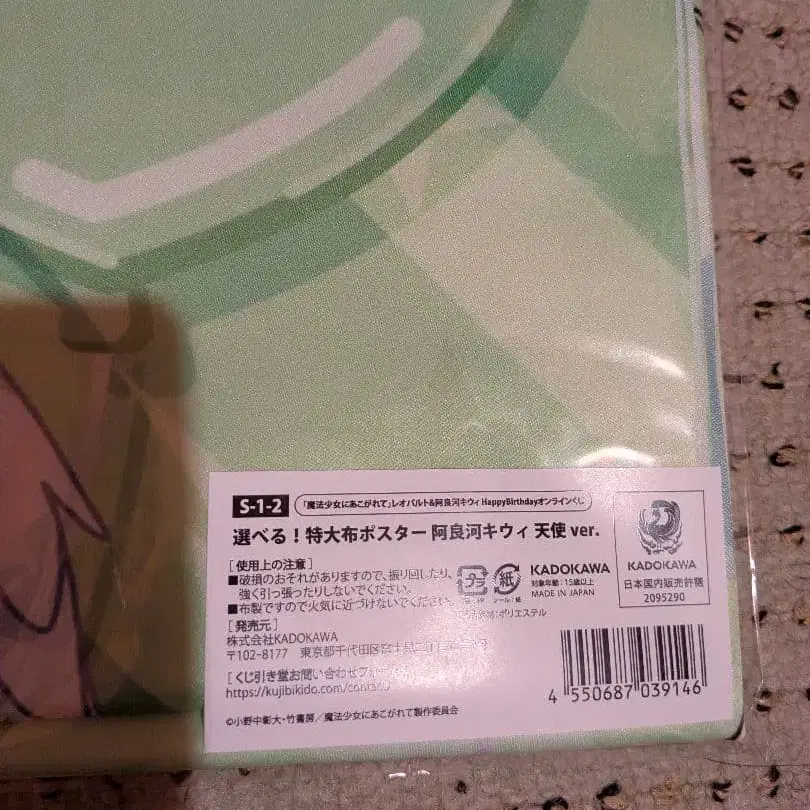 S-1-2 「魔法少女にあこがれて」レオパルト&阿良河キウィ HappyBirthdayオンラインくじ
選べる！特大布ポスター 阿良河キウィ 天使 ver.
[使用上の注意]
■破損のおそれがありますので、振り回したり、
強く引っ張ったりしないでください。
■布製ですので火気に近づけないでください。
[発売元]
株式会社KADOKAWA
〒102-8177 東京都千代田区富士見
[くじ引き堂お問い合わせフォーム
https://kujibikido.com/contact/
©小野中彰大・竹書房／魔法少女にあこがれて製作委員会
プラ
紙
KADOKAWA
対象年齢：15歳以上
MADE IN JAPAN
ポリエステル
KADOKAWA
日本国内販売許諾
2095290
4 550687 039146